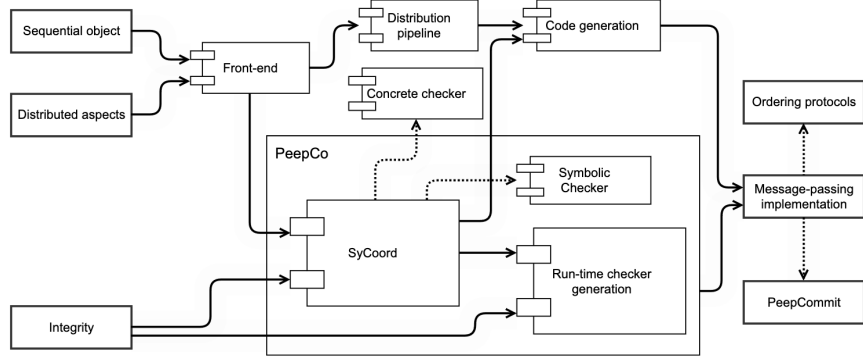 Sequential object
Distribution
pipeline
Code generation
Front-end
Concrete checker
Distributed aspects
Ordering protocols
PeepCo
Symbolic
Checker
Message-passing
implementation
SyCoord
Run-time checker
generation
PeepCommit
Integrity